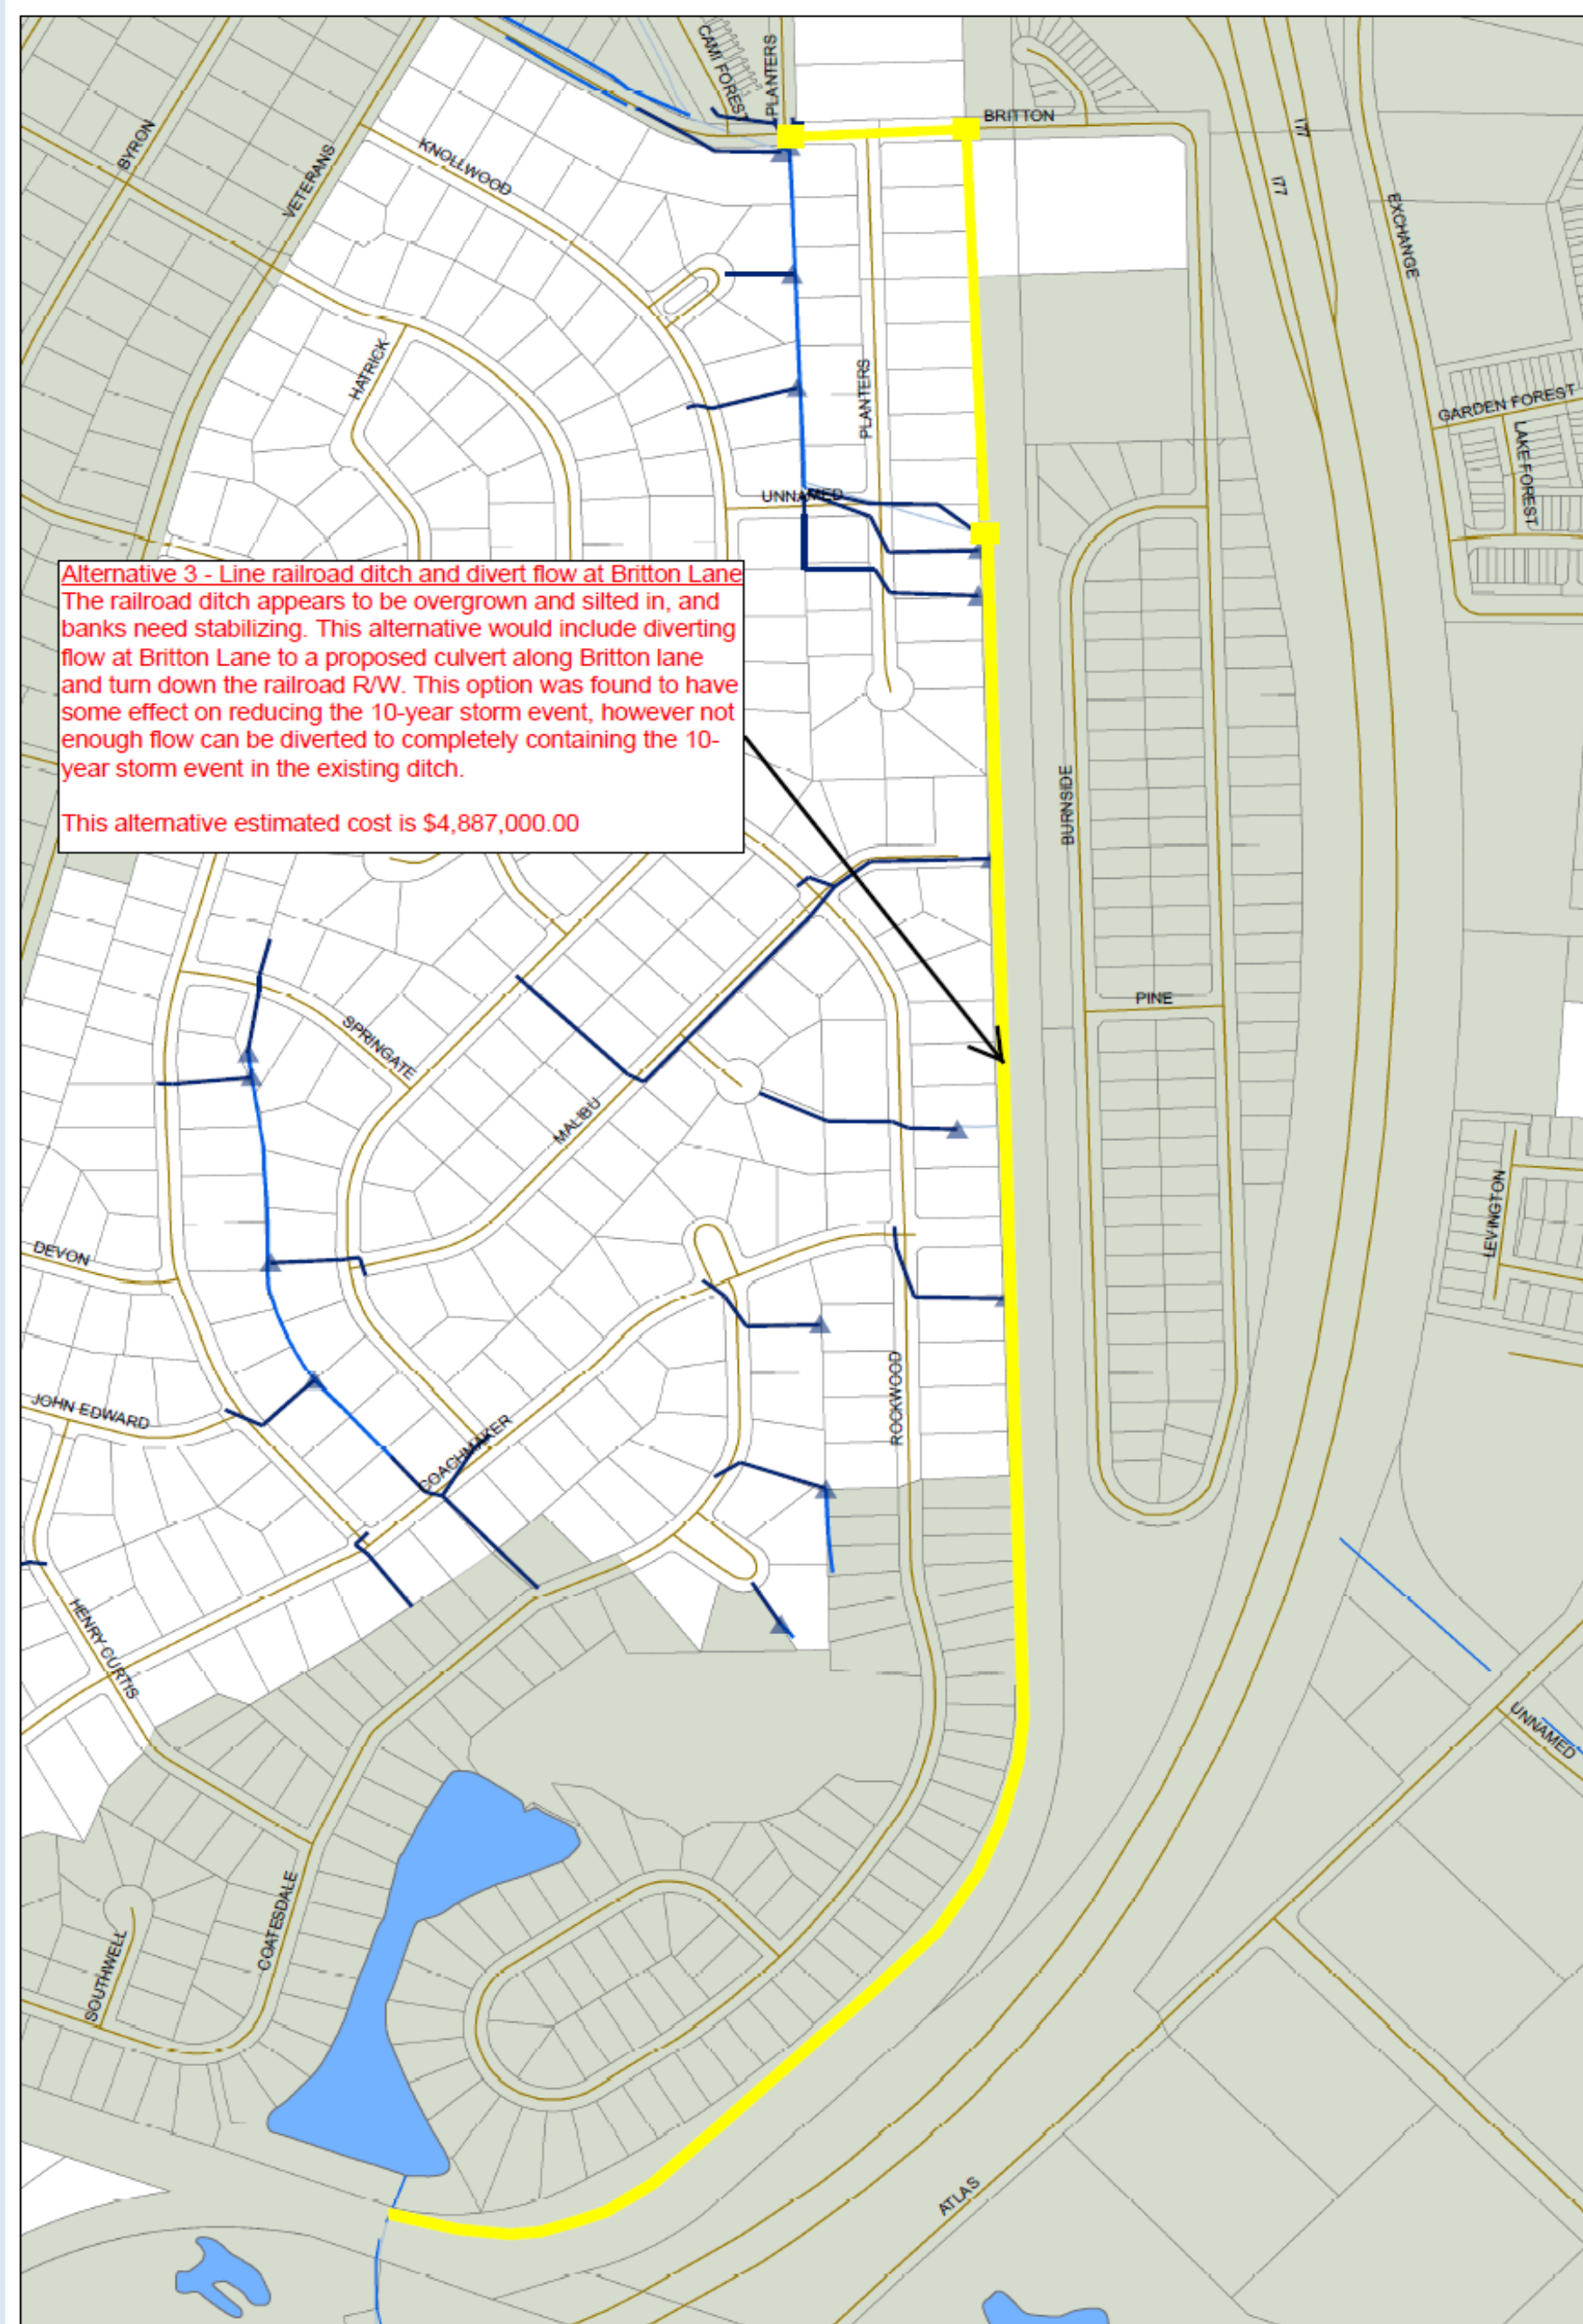 CAMI FOREST
PLANTERS
BRITTON
I77
I77
BYRON
VETERANS
KNOLLWOOD
EXCHANGE
HATRICK
PLANTERS
GARDEN FOREST
LAKE FOREST
UNNAMED
Alternative 3 - Line railroad ditch and divert flow at Britton Lane
The railroad ditch appears to be overgrown and silted in, and
banks need stabilizing. This alternative would include diverting
flow at Britton Lane to a proposed culvert along Britton lane
and turn down the railroad R/W. This option was found to have
some effect on reducing the 10-year storm event, however not
enough flow can be diverted to completely containing the 10-
year storm event in the existing ditch.
This alternative estimated cost is $4,887,000.00
BURNSIDE
PINE
SPRINGATE
MALIBU
LEVINGTON
DEVON
ROCKWOOD
JOHN EDWARD
COACHMAKER
HENRY CURTIS
UNNAMED
COATESDALE
SOUTHWELL
ATLAS